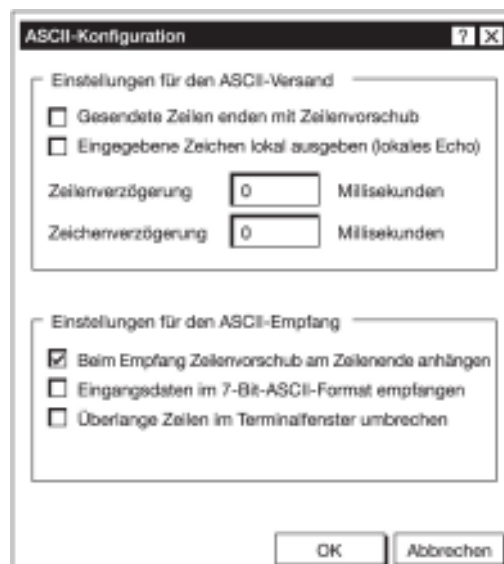 ASCII-Konfiguration ? X
Einstellungen für den ASCII-Versand
Gesendete Zeilen enden mit Zeilenvorschub
Eingegebene Zeichen lokal ausgeben (lokales Echo)
Zeilenverzögerung 0 Millisekunden
Zeichenverzögerung 0 Millisekunden
Einstellungen für den ASCII-Empfang
Beim Empfang Zeilenvorschub am Zeilenende anhängen
Eingangsdaten im 7-Bit-ASCII-Format empfangen
Überlange Zeilen im Terminalfenster umbrechen
OK Abbrechen